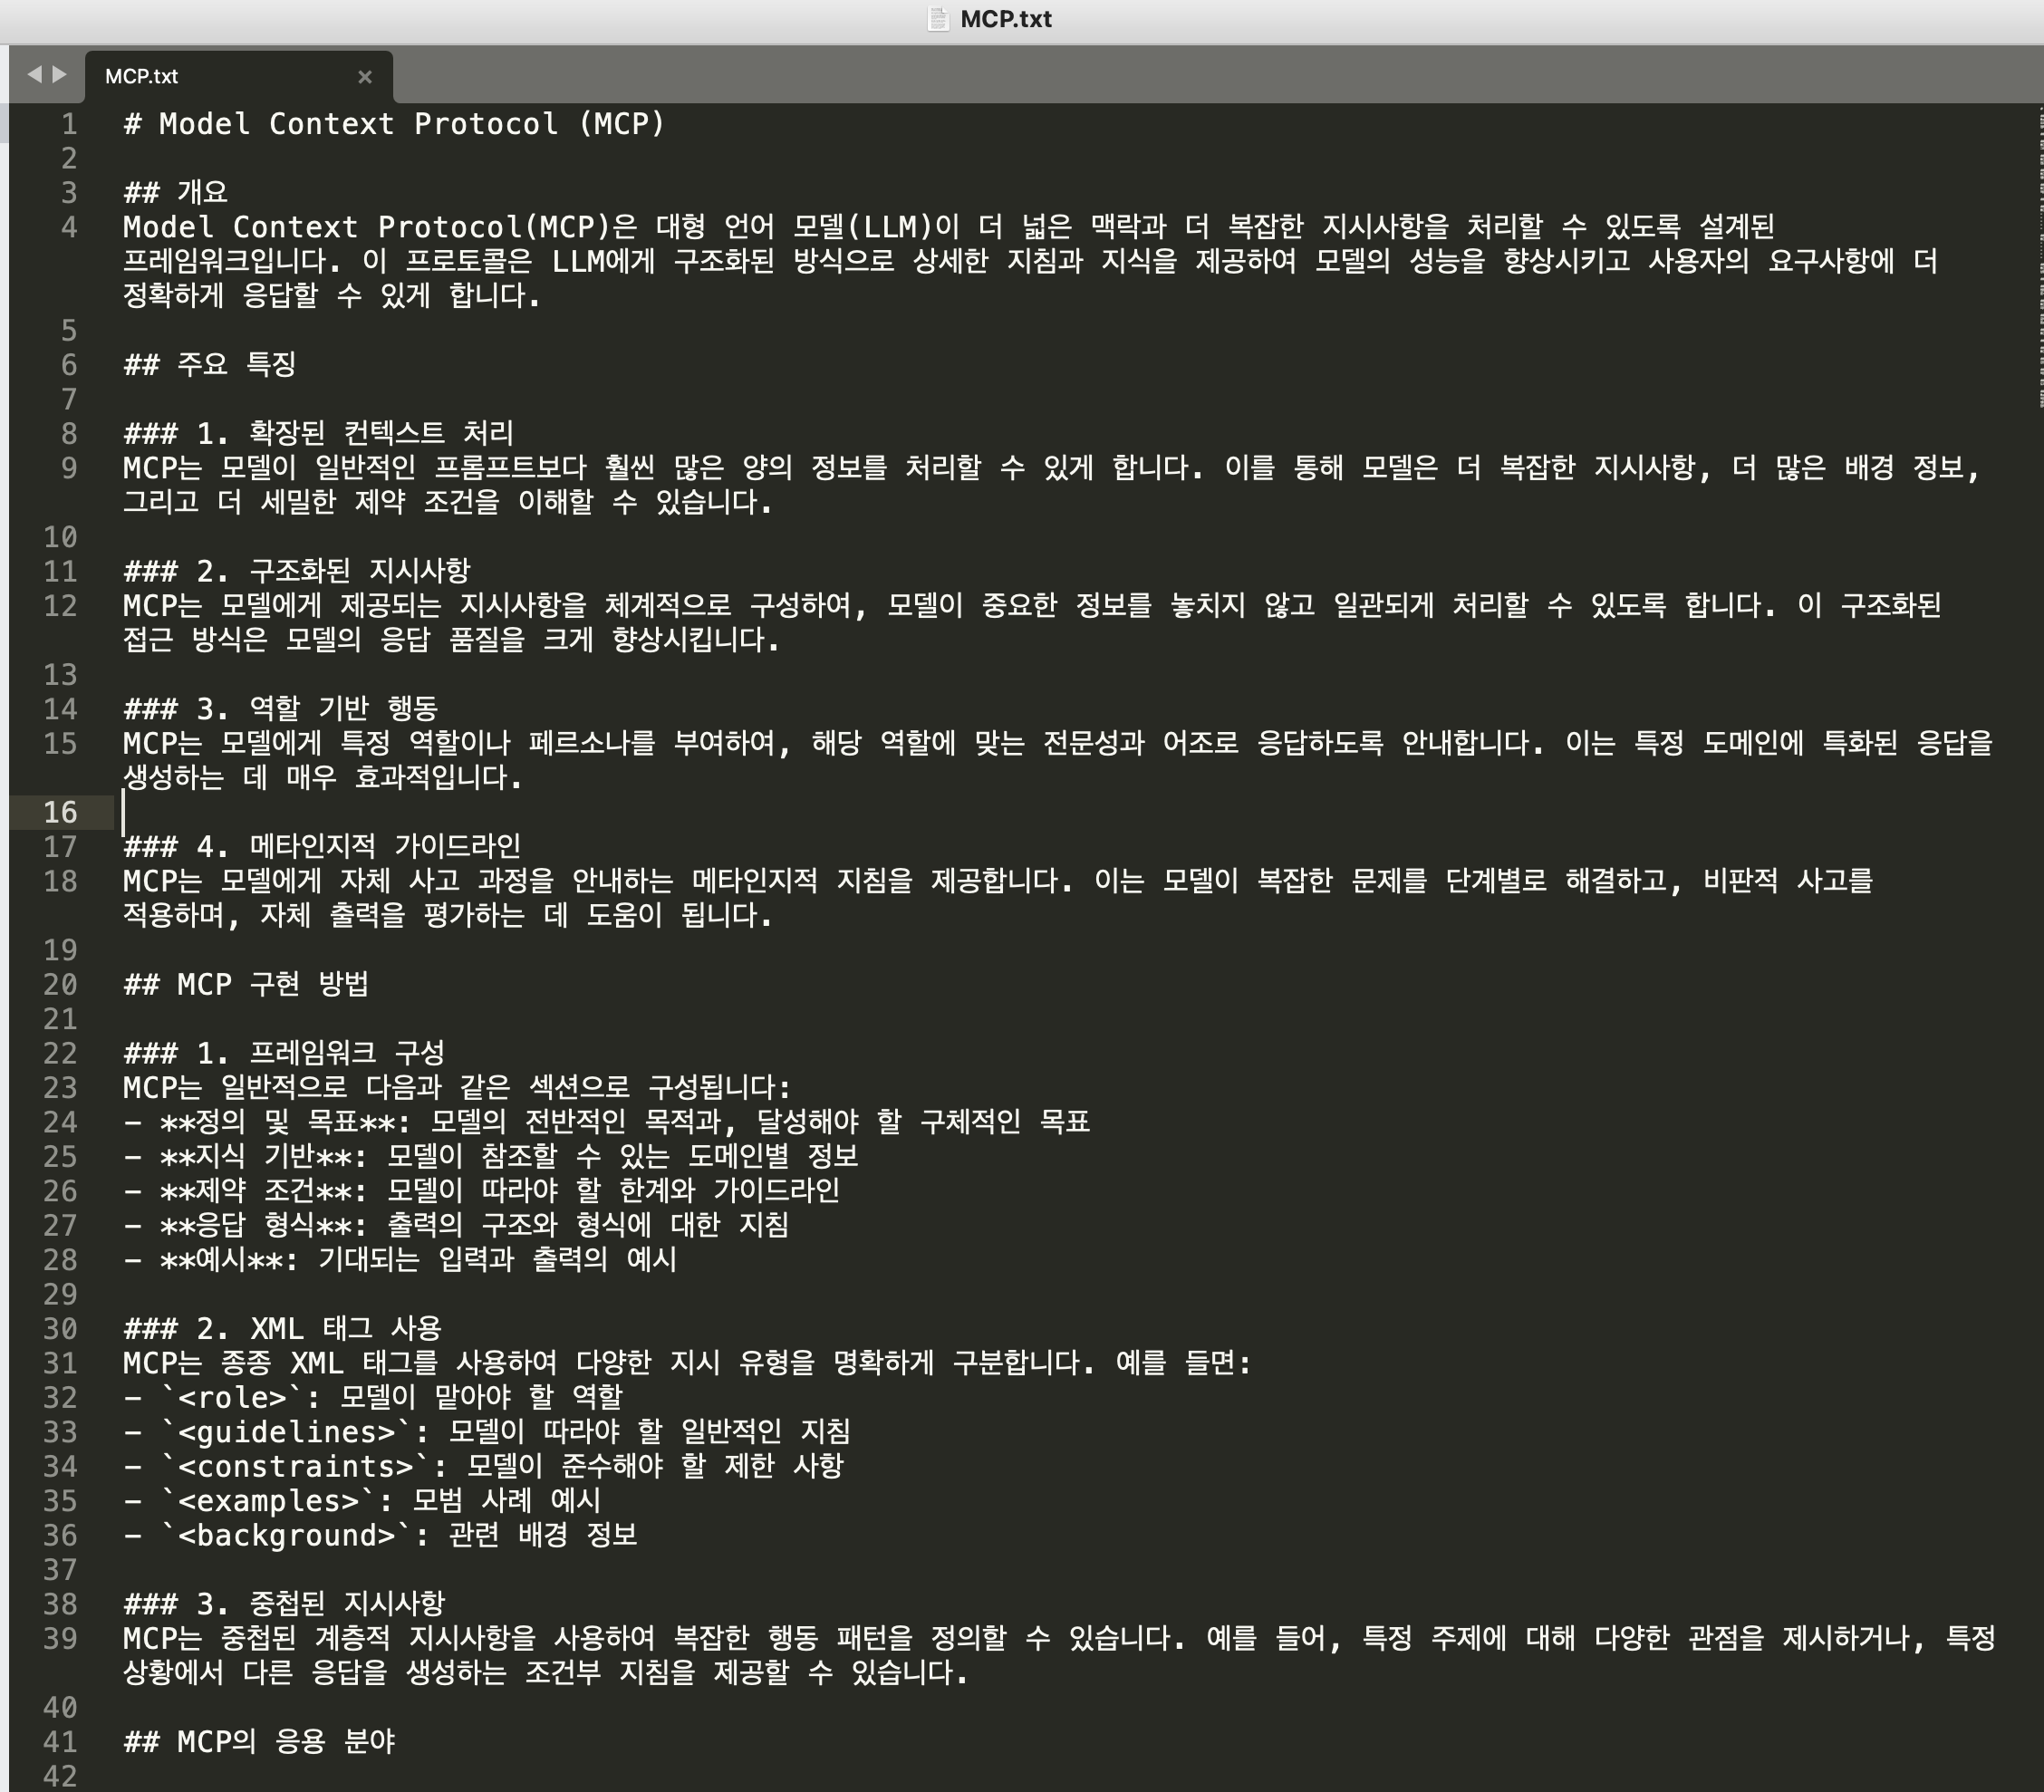 MCP.txt
MCP.txt ×
1 # Model Context Protocol (MCP)
2
3 ## 개요
4 Model Context Protocol(MCP)은 대형 언어 모델(LLM)이 더 넓은 맥락과 더 복잡한 지시사항을 처리할 수 있도록 설계된
프레임워크입니다. 이 프로토콜은 LLM에게 구조화된 방식으로 상세한 지침과 지식을 제공하여 모델의 성능을 향상시키고 사용자의 요구사항에 더
정확하게 응답할 수 있게 합니다.
5
6 ## 주요 특징
7
8 ### 1. 확장된 컨텍스트 처리
9 MCP는 모델이 일반적인 프롬프트보다 훨씬 많은 양의 정보를 처리할 수 있게 합니다. 이를 통해 모델은 더 복잡한 지시사항, 더 많은 배경 정보,
그리고 더 세밀한 제약 조건을 이해할 수 있습니다.
10
11 ### 2. 구조화된 지시사항
12 MCP는 모델에게 제공되는 지시사항을 체계적으로 구성하여, 모델이 중요한 정보를 놓치지 않고 일관되게 처리할 수 있도록 합니다. 이 구조화된
접근 방식은 모델의 응답 품질을 크게 향상시킵니다.
13
14 ### 3. 역할 기반 행동
15 MCP는 모델에게 특정 역할이나 페르소나를 부여하여, 해당 역할에 맞는 전문성과 어조로 응답하도록 안내합니다. 이는 특정 도메인에 특화된 응답을
생성하는 데 매우 효과적입니다.
16
17 ### 4. 메타인지적 가이드라인
18 MCP는 모델에게 자체 사고 과정을 안내하는 메타인지적 지침을 제공합니다. 이는 모델이 복잡한 문제를 단계별로 해결하고, 비판적 사고를
적용하며, 자체 출력을 평가하는 데 도움이 됩니다.
19
20 ## MCP 구현 방법
21
22 ### 1. 프레임워크 구성
23 MCP는 일반적으로 다음과 같은 섹션으로 구성됩니다:
24 - **정의 및 목표**: 모델의 전반적인 목적과, 달성해야 할 구체적인 목표
25 - **지식 기반**: 모델이 참조할 수 있는 도메인별 정보
26 - **제약 조건**: 모델이 따라야 할 한계와 가이드라인
27 - **응답 형식**: 출력의 구조와 형식에 대한 지침
28 - **예시**: 기대되는 입력과 출력의 예시
29
30 ### 2. XML 태그 사용
31 MCP는 종종 XML 태그를 사용하여 다양한 지시 유형을 명확하게 구분합니다. 예를 들면:
32 - `<role>`: 모델이 맡아야 할 역할
33 - `<guidelines>`: 모델이 따라야 할 일반적인 지침
34 - `<constraints>`: 모델이 준수해야 할 제한 사항
35 - `<examples>`: 모범 사례 예시
36 - `<background>`: 관련 배경 정보
37
38 ### 3. 중첩된 지시사항
39 MCP는 중첩된 계층적 지시사항을 사용하여 복잡한 행동 패턴을 정의할 수 있습니다. 예를 들어, 특정 주제에 대해 다양한 관점을 제시하거나, 특정
상황에서 다른 응답을 생성하는 조건부 지침을 제공할 수 있습니다.
40
41 ## MCP의 응용 분야
42